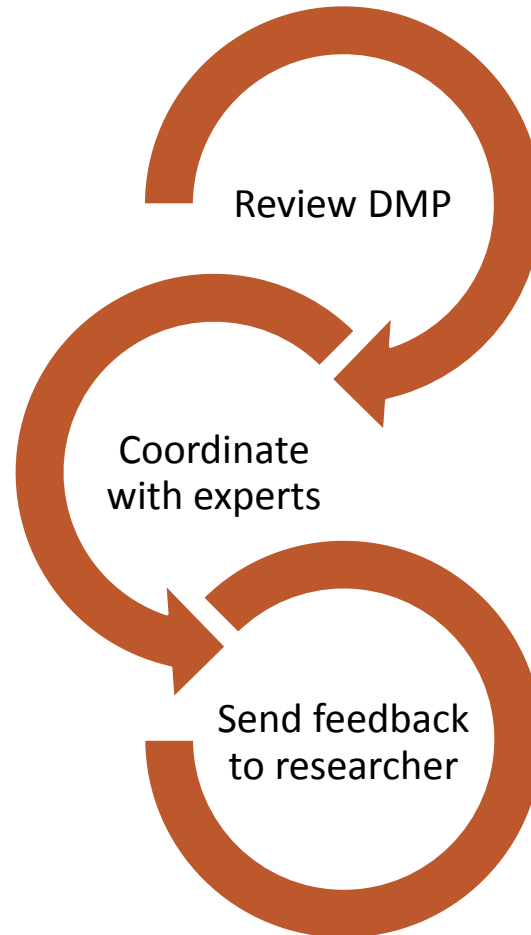 Review DMP
Coordinate
with experts
Send feedback
to researcher